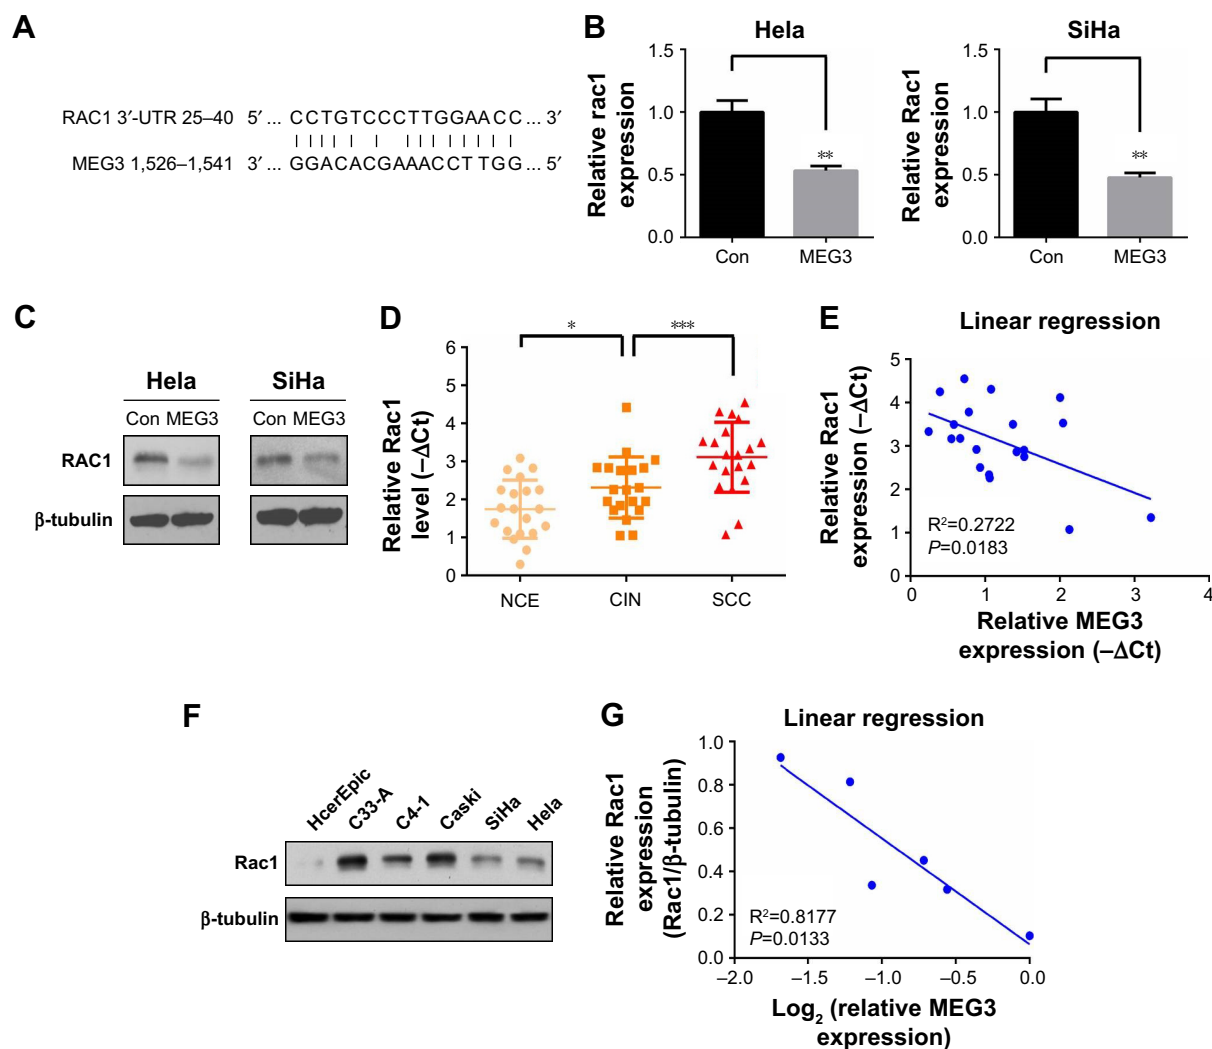 A
RAC1 3′-UTR 25–40 5′ ... CCTGTCCCTTGGAACC ... 3′
MEG3 1,526–1,541 3′ ... GGACACGAAACCTTGG ... 5′
B
Hela
Relative rac1
expression
1.5
1.0
0.5
0.0
**
Con MEG3
SiHa
Relative Rac1
expression
1.5
1.0
0.5
0.0
**
Con MEG3
C
Hela SiHa
Con MEG3 Con MEG3
RAC1
β-tubulin
D
Relative Rac1
level (–ΔCt)
6
5
4
3
2
1
0
* ***
NCE CIN SCC
E
Linear regression
Relative Rac1
expression (–ΔCt)
5
4
3
2
1
0
R²=0.2722
P=0.0183
0 1 2 3 4
Relative MEG3
expression (–ΔCt)
F
HcerEpic C33-A C4-1 Caski SiHa Hela
Rac1
β-tubulin
G
Linear regression
Relative Rac1
expression
(Rac1/β-tubulin)
1.0
0.8
0.6
0.4
0.2
0.0
R²=0.8177
P=0.0133
–2.0 –1.5 –1.0 –0.5 0.0
Log₂ (relative MEG3
expression)